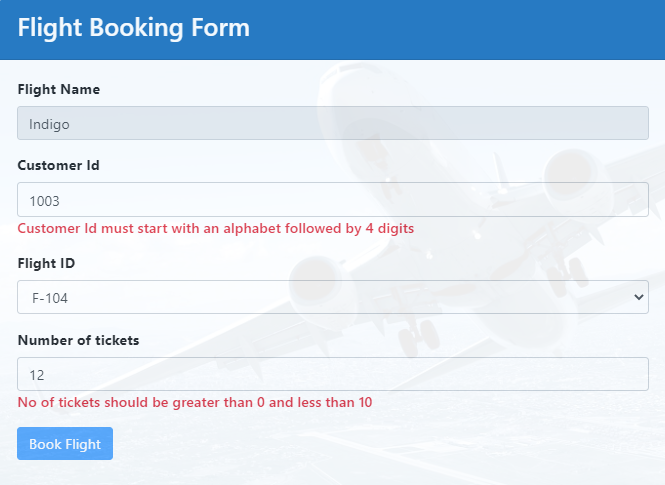 Flight Booking Form
Flight Name
Indigo
Customer Id
1003
Customer Id must start with an alphabet followed by 4 digits
Flight ID
F-104
Number of tickets
12
No of tickets should be greater than 0 and less than 10
Book Flight